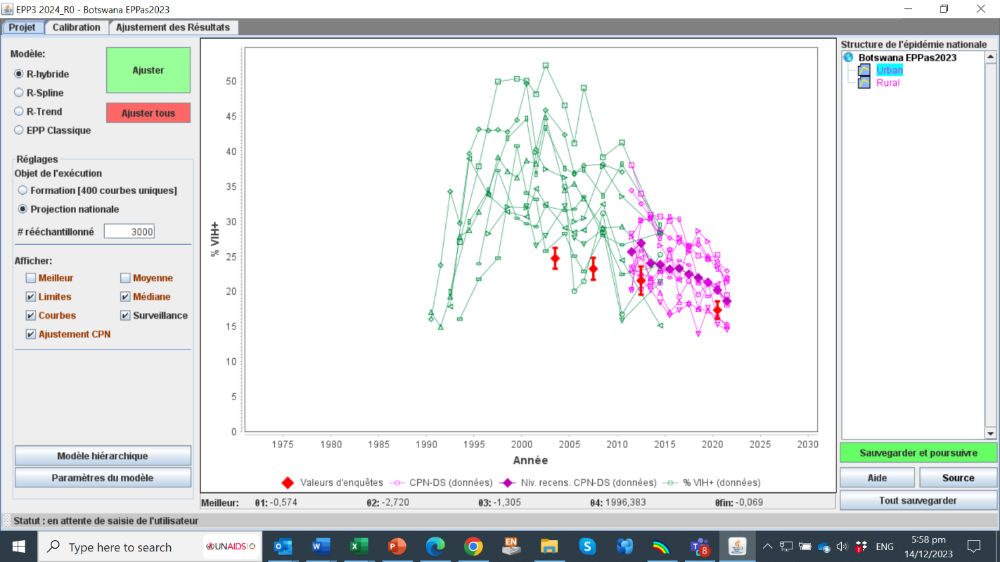 EPP3 2024_R0 - Botswana EPPas2023
Projet Calibration Ajustement des Résultats
Modèle:
R-hybride
R-Spline
R-Trend
EPP Classique
Ajuster
Ajuster tous
Réglages
Objet de l'exécution
Formation [400 courbes uniques]
Projection nationale
# rééchantillonné 3000
Afficher:
Meilleur Moyenne
Limites Médiane
Courbes Surveillance
Ajustement CPN
Modèle hiérarchique
Paramètres du modèle
% VIH+
50
45
40
35
30
25
20
15
10
5
0
1975 1980 1985 1990 1995 2000 2005 2010 2015 2020 2025 2030
Année
Valeurs d'enquêtes CPN-DS (données) Niv. recens. CPN-DS (données) % VIH+ (données)
Meilleur: θ1: -0,574 θ2: -2,720 θ3: -1,305 θ4: 1996,383 θfin: -0,069
Structure de l'épidémie nationale
Botswana EPPas2023
Urban
Rural
Sauvegarder et poursuivre
Aide Source
Tout sauvegarder
Statut : en attente de saisie de l'utilisateur
Type here to search UNAIDS
EN
8
1
ENG
5:58 pm
14/12/2023